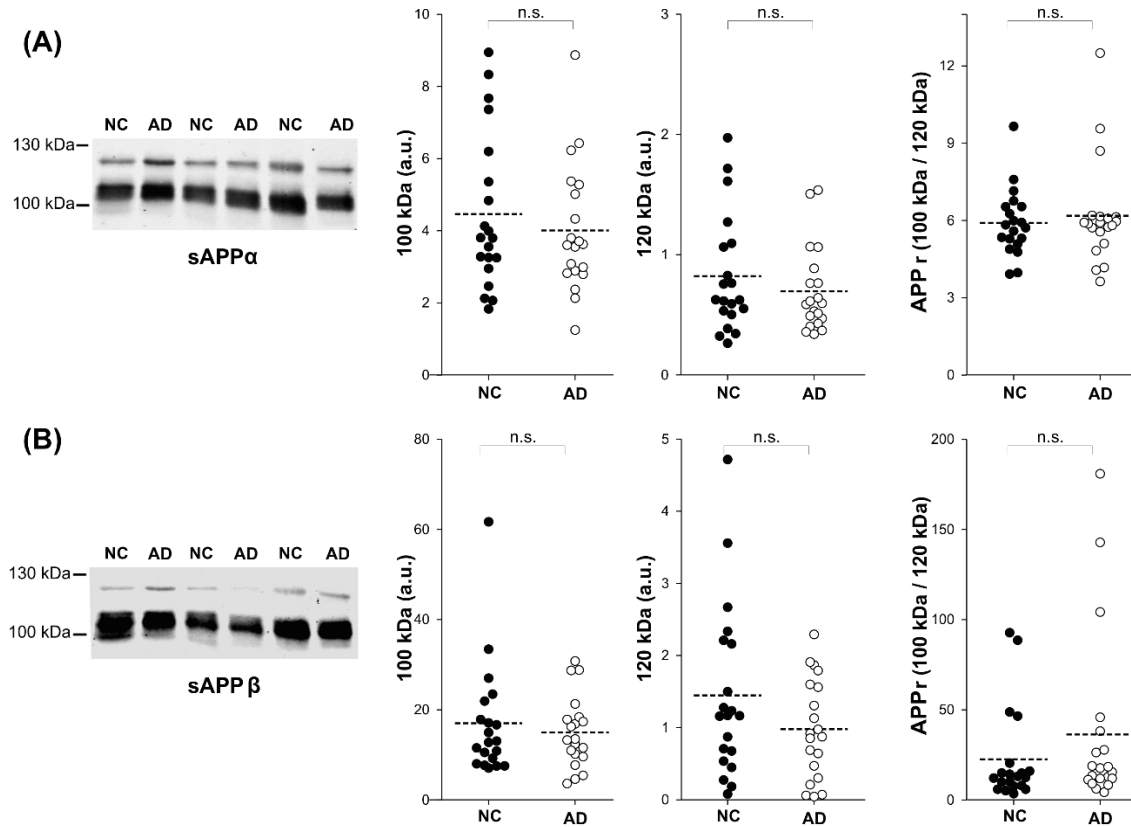 (A)
NC AD NC AD NC AD
130 kDa
100 kDa
sAPPα
n.s.
100 kDa (a.u.)
10
8
6
4
2
0
NC AD
n.s.
120 kDa (a.u.)
3
2
1
0
NC AD
n.s.
APP r (100 kDa / 120 kDa)
12
9
6
3
0
NC AD
(B)
NC AD NC AD NC AD
130 kDa
100 kDa
sAPP β
n.s.
100 kDa (a.u.)
80
60
40
20
0
NC AD
n.s.
120 kDa (a.u.)
5
4
3
2
1
0
NC AD
n.s.
APPr (100 kDa / 120 kDa)
200
150
100
50
0
NC AD